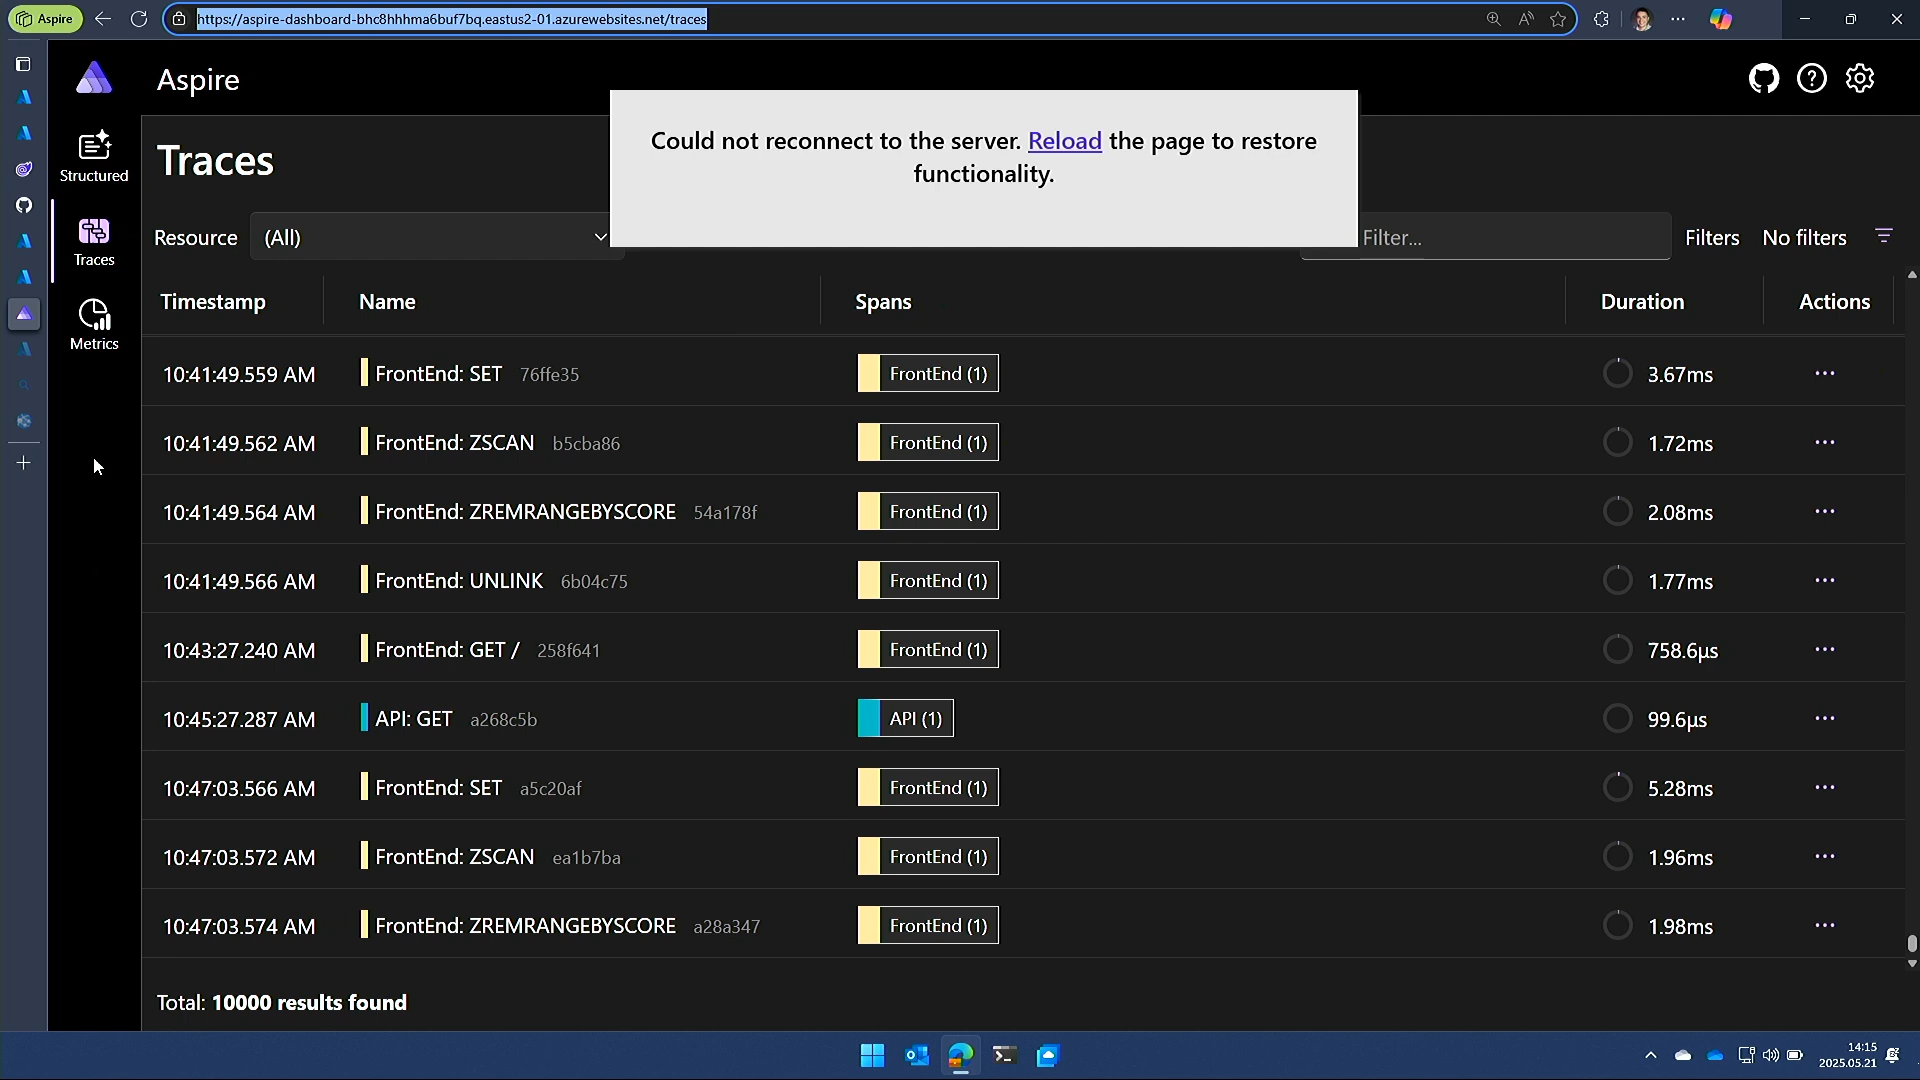 Aspire
https://aspire-dashboard-bhc8hhhma6buf7bq.eastus2-01.azurewebsites.net/traces
Aspire
Could not reconnect to the server. Reload the page to restore
functionality.
Structured
Traces
Metrics
Traces
Resource (All) Filter... Filters No filters
Timestamp Name Spans Duration Actions
10:41:49.559 AM FrontEnd: SET 76ffe35 FrontEnd (1) 3.67ms ...
10:41:49.562 AM FrontEnd: ZSCAN b5cba86 FrontEnd (1) 1.72ms ...
10:41:49.564 AM FrontEnd: ZREMRANGEBYSCORE 54a178f FrontEnd (1) 2.08ms ...
10:41:49.566 AM FrontEnd: UNLINK 6b04c75 FrontEnd (1) 1.77ms ...
10:43:27.240 AM FrontEnd: GET / 258f641 FrontEnd (1) 758.6μs ...
10:45:27.287 AM API: GET a268c5b API (1) 99.6μs ...
10:47:03.566 AM FrontEnd: SET a5c20af FrontEnd (1) 5.28ms ...
10:47:03.572 AM FrontEnd: ZSCAN ea1b7ba FrontEnd (1) 1.96ms ...
10:47:03.574 AM FrontEnd: ZREMRANGEBYSCORE a28a347 FrontEnd (1) 1.98ms ...
Total: 10000 results found
14:15
2025.05.21